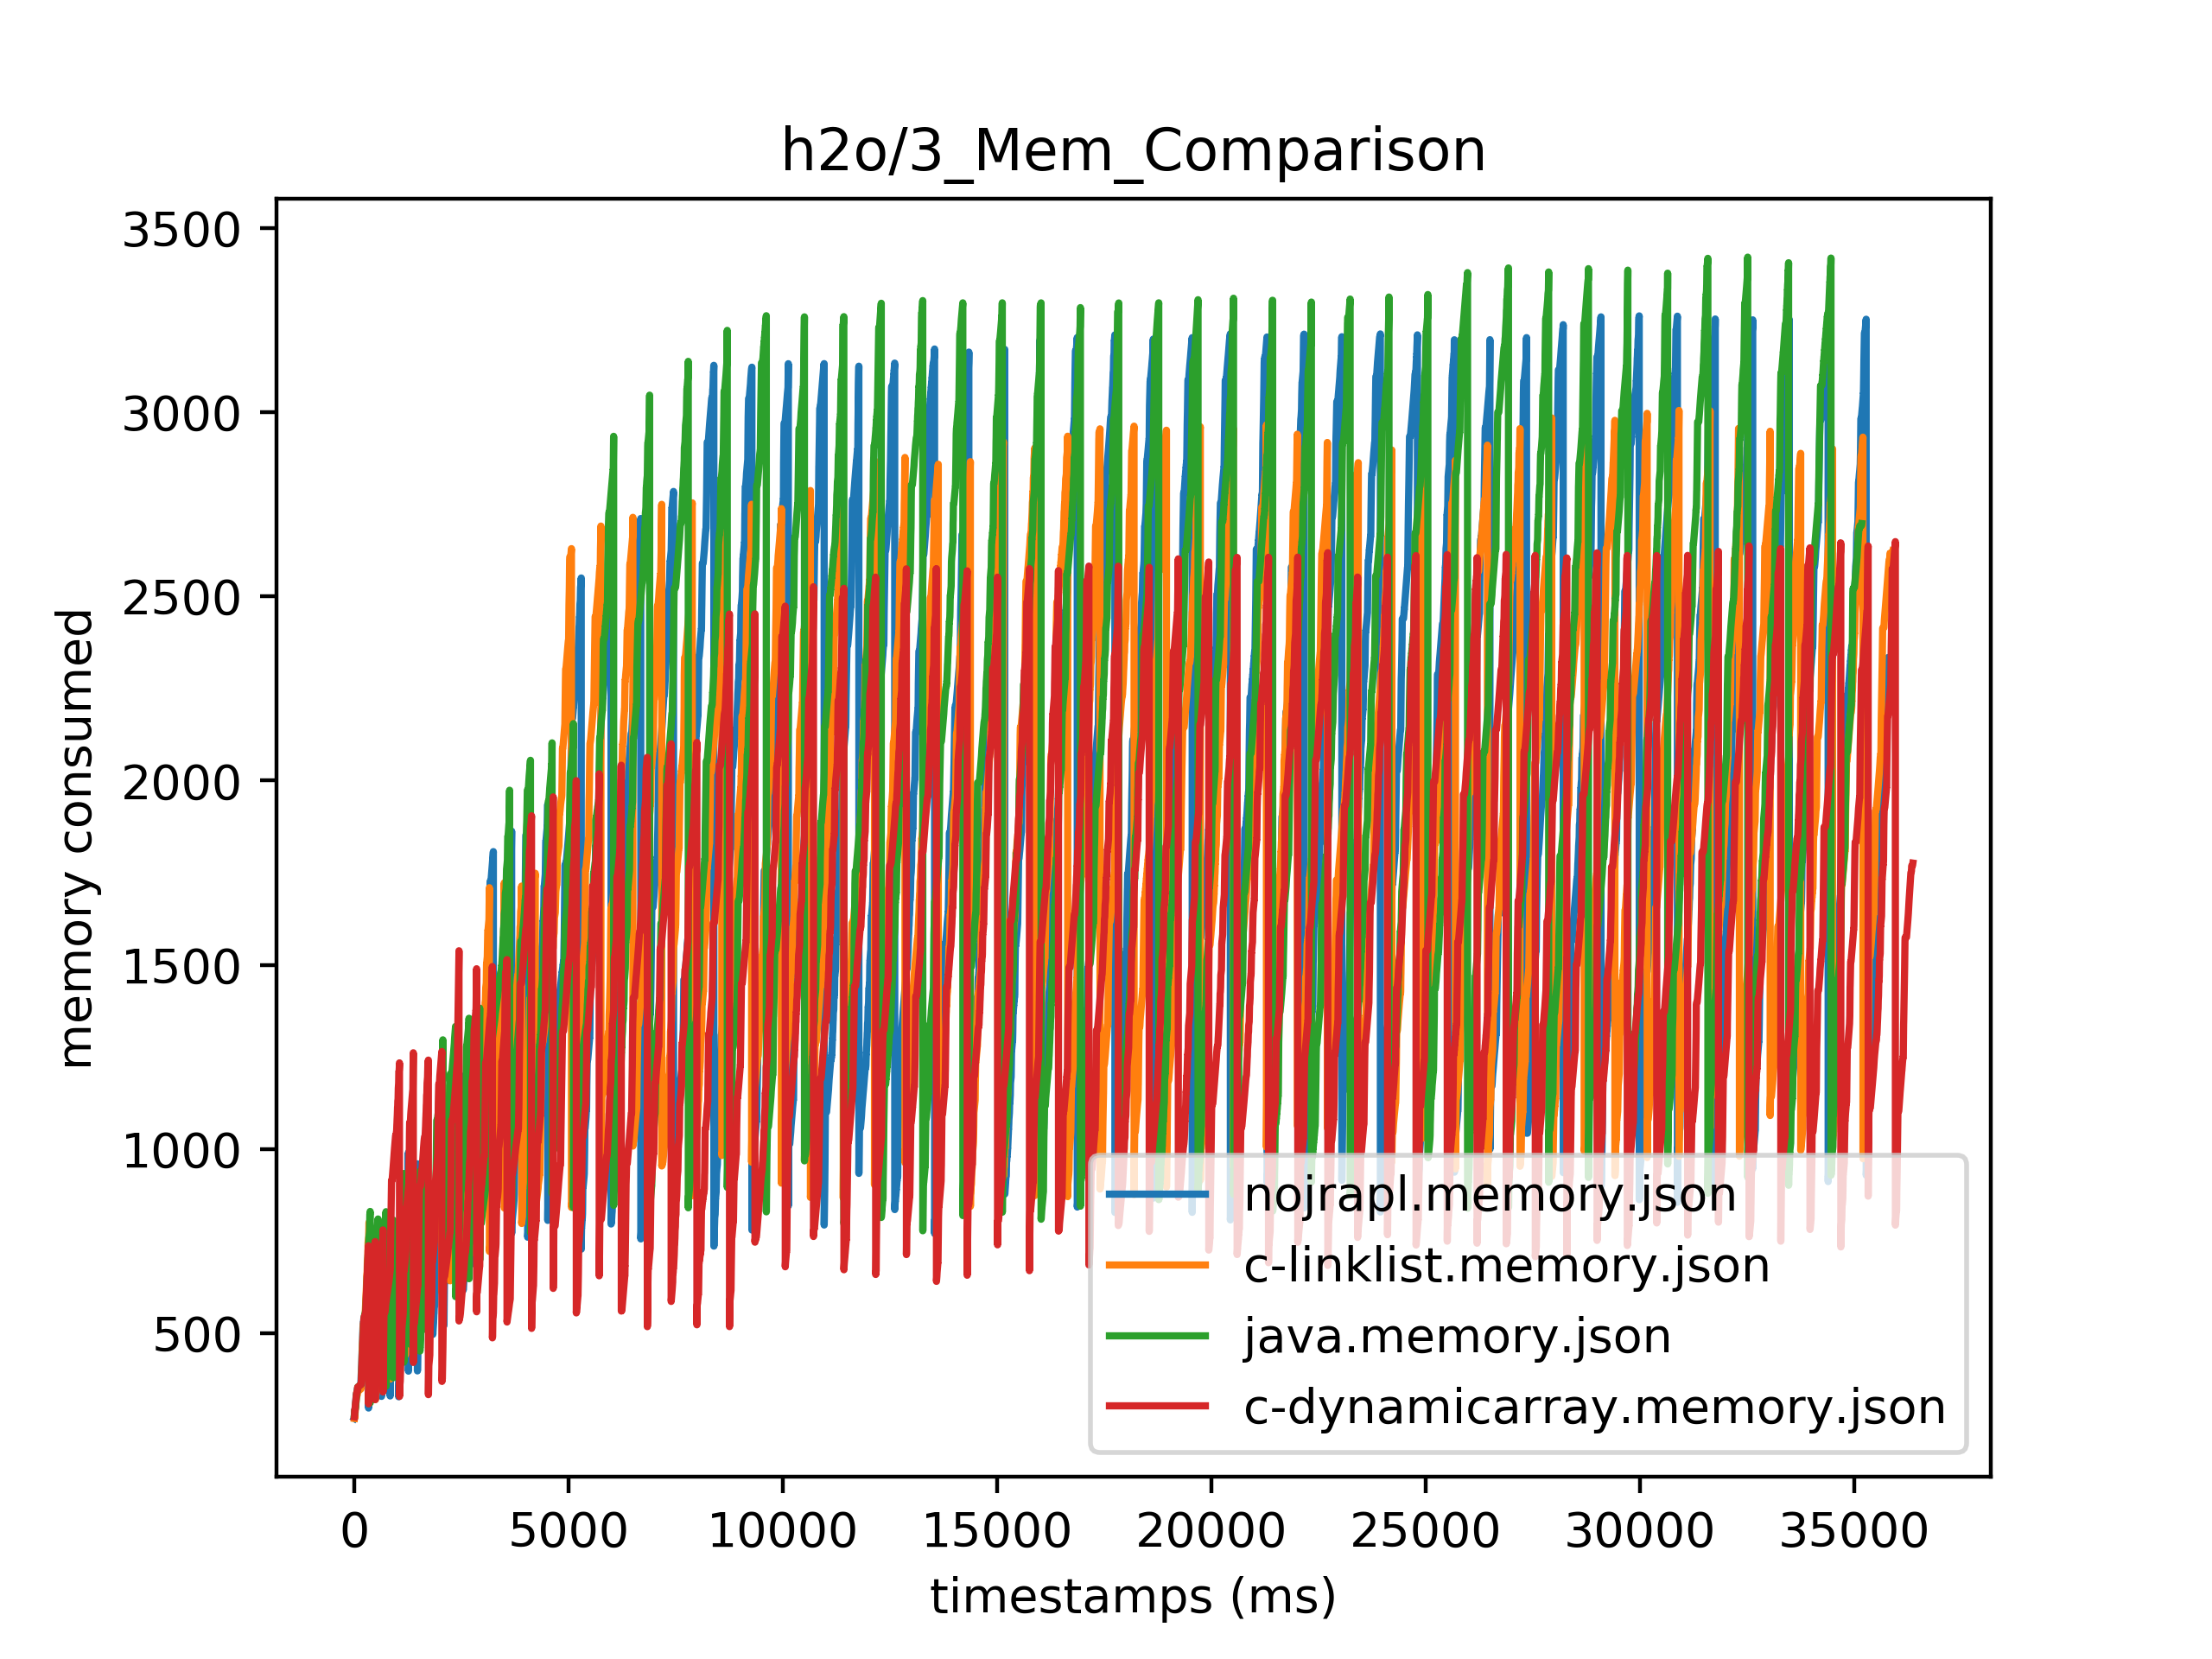 h2o/3_Mem_Comparison
memory consumed
3500
3000
2500
2000
1500
1000
500
nojrapl.memory.json
c-linklist.memory.json
java.memory.json
c-dynamicarray.memory.json
0 5000 10000 15000 20000 25000 30000 35000
timestamps (ms)